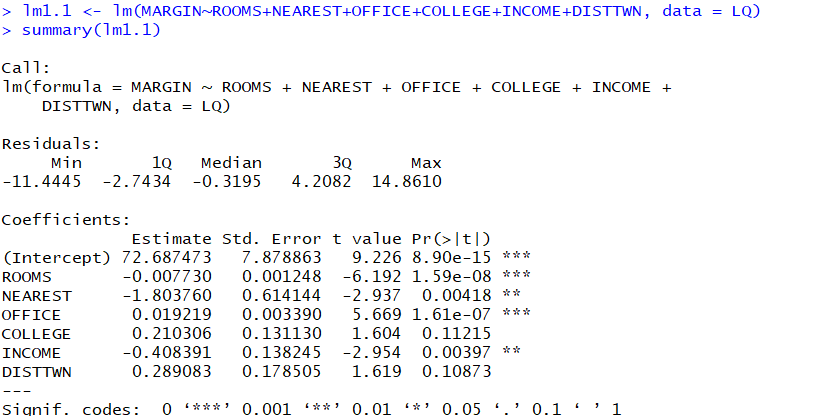 > lm1.1 <- lm(MARGIN~ROOMS+NEAREST+OFFICE+COLLEGE+INCOME+DISTTWN, data = LQ)
> summary(lm1.1)

Call:
lm(formula = MARGIN ~ ROOMS + NEAREST + OFFICE + COLLEGE + INCOME +
    DISTTWN, data = LQ)

Residuals:
     Min       1Q   Median       3Q      Max
-11.4445  -2.7434  -0.3195   4.2082  14.8610

Coefficients:
             Estimate Std. Error t value Pr(>|t|)
(Intercept) 72.687473   7.878863   9.226 8.90e-15 ***
ROOMS       -0.007730   0.001248  -6.192 1.59e-08 ***
NEAREST     -1.803760   0.614144  -2.937  0.00418 **
OFFICE       0.019219   0.003390   5.669 1.61e-07 ***
COLLEGE      0.210306   0.131130   1.604  0.11215
INCOME      -0.408391   0.138245  -2.954  0.00397 **
DISTTWN      0.289083   0.178505   1.619  0.10873
---
Signif. codes:  0 ‘***’ 0.001 ‘**’ 0.01 ‘*’ 0.05 ‘.’ 0.1 ‘ ’ 1